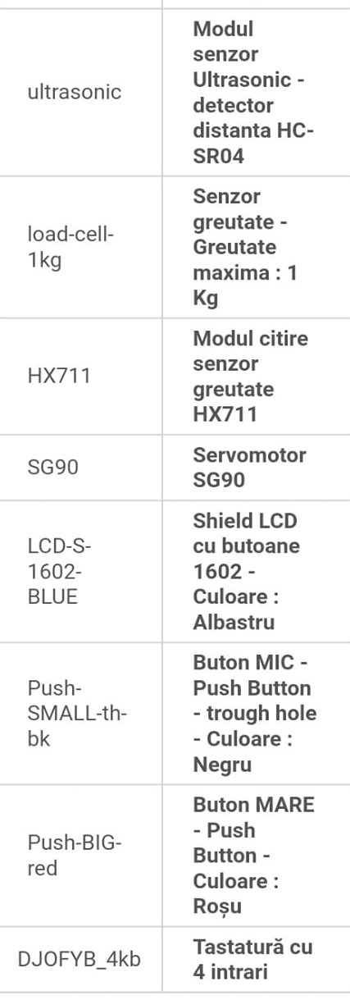 ultrasonic
Modul
senzor
Ultrasonic -
detector
distanta HC-
SR04
load-cell-
1kg
Senzor
greutate -
Greutate
maxima : 1
Kg
HX711
Modul citire
senzor
greutate
HX711
SG90
Servomotor
SG90
LCD-S-
1602-
BLUE
Shield LCD
cu butoane
1602 -
Culoare :
Albastru
Push-
SMALL-th-
bk
Buton MIC -
Push Button
- trough hole
- Culoare :
Negru
Push-BIG-
red
Buton MARE
- Push
Button -
Culoare :
Roșu
DJOFYB_4kb
Tastatură cu
4 intrari